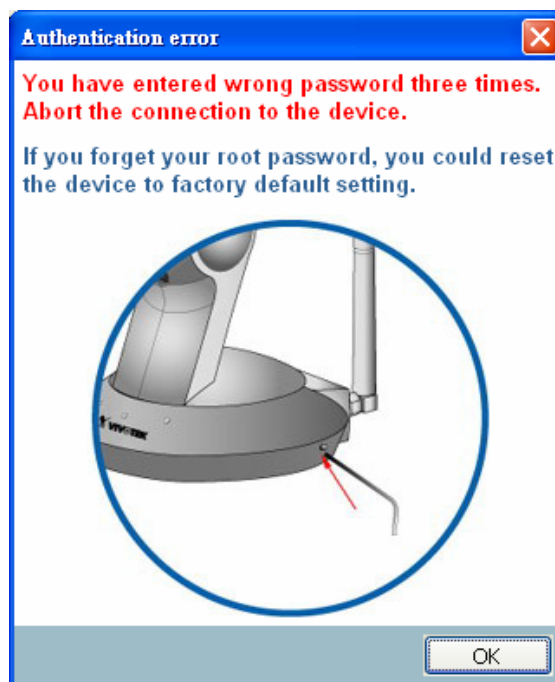 Authentication error
You have entered wrong password three times.
Abort the connection to the device.
If you forget your root password, you could reset
the device to factory default setting.
VIVOTEK
OK